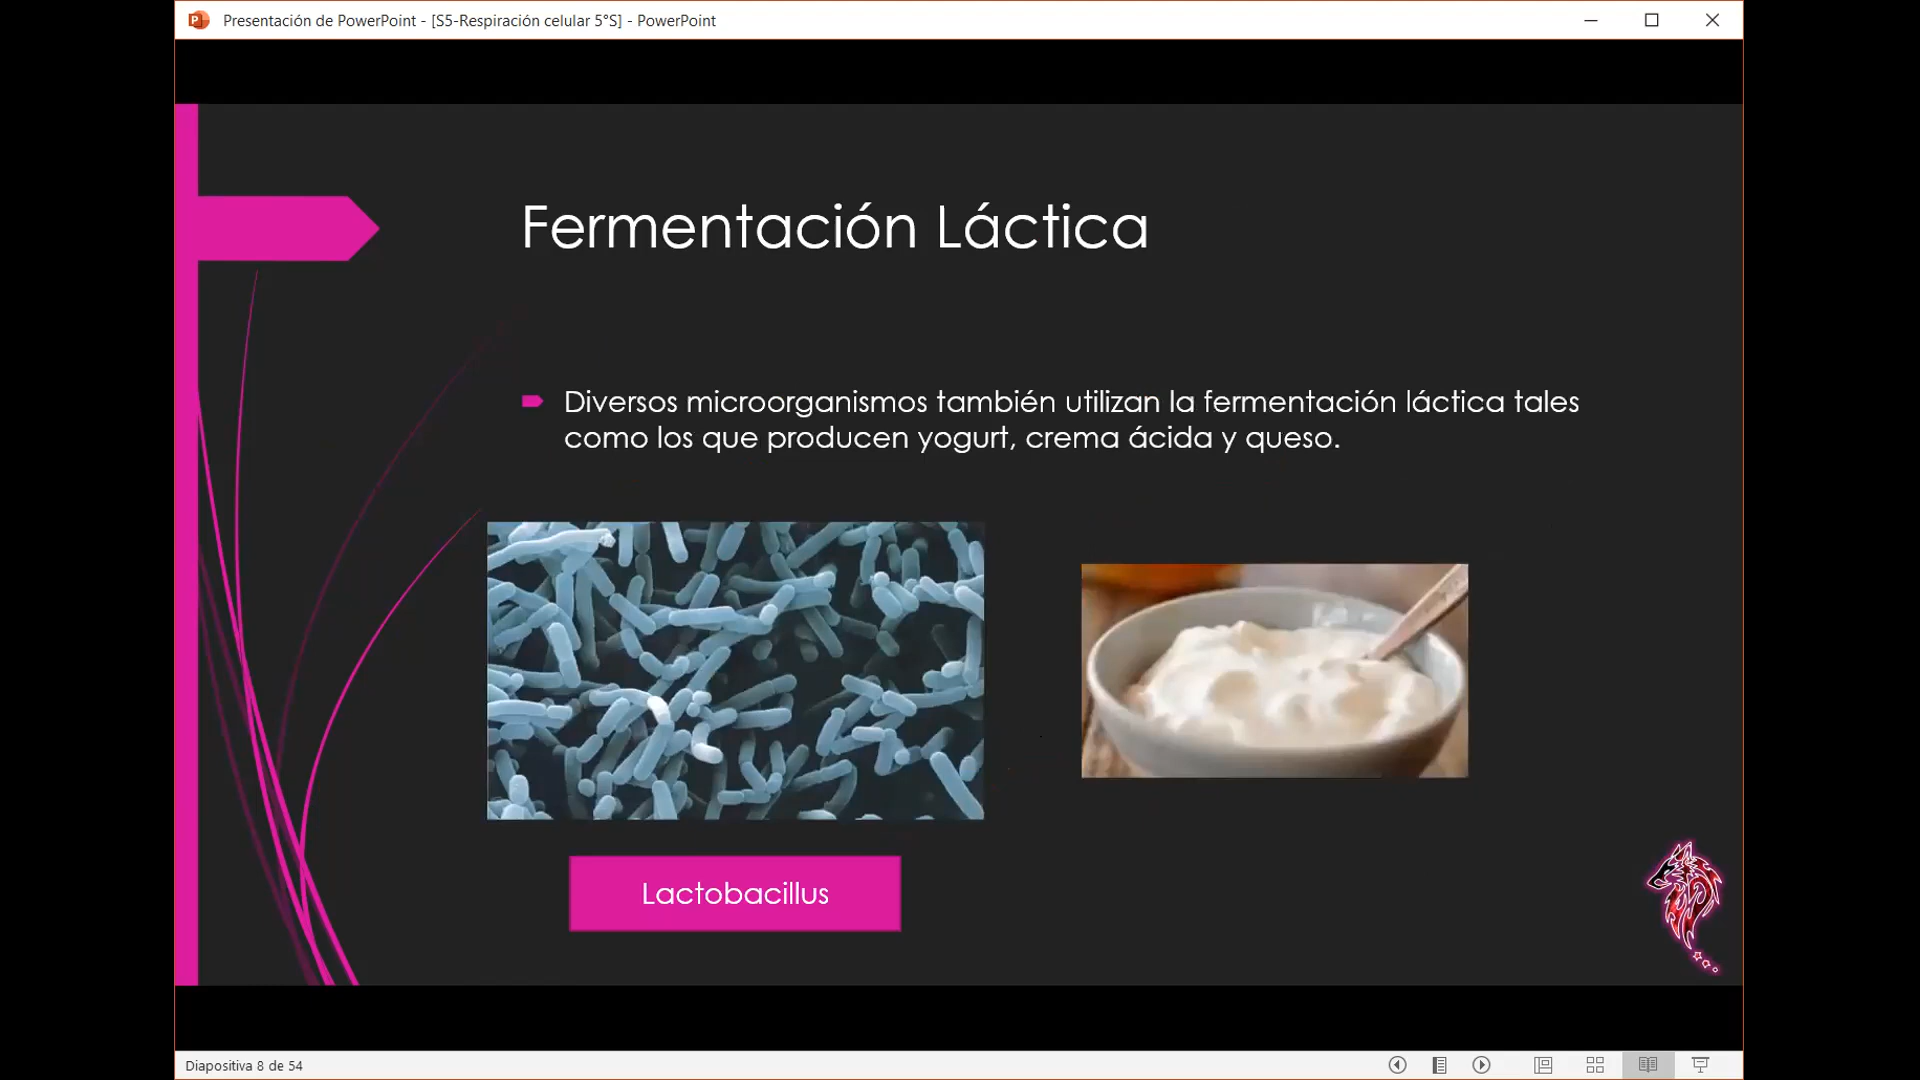 Presentación de PowerPoint - [S5-Respiración celular 5°S] - PowerPoint
Fermentación Láctica
Diversos microorganismos también utilizan la fermentación láctica tales
como los que producen yogurt, crema ácida y queso.
Lactobacillus
Diapositiva 8 de 54